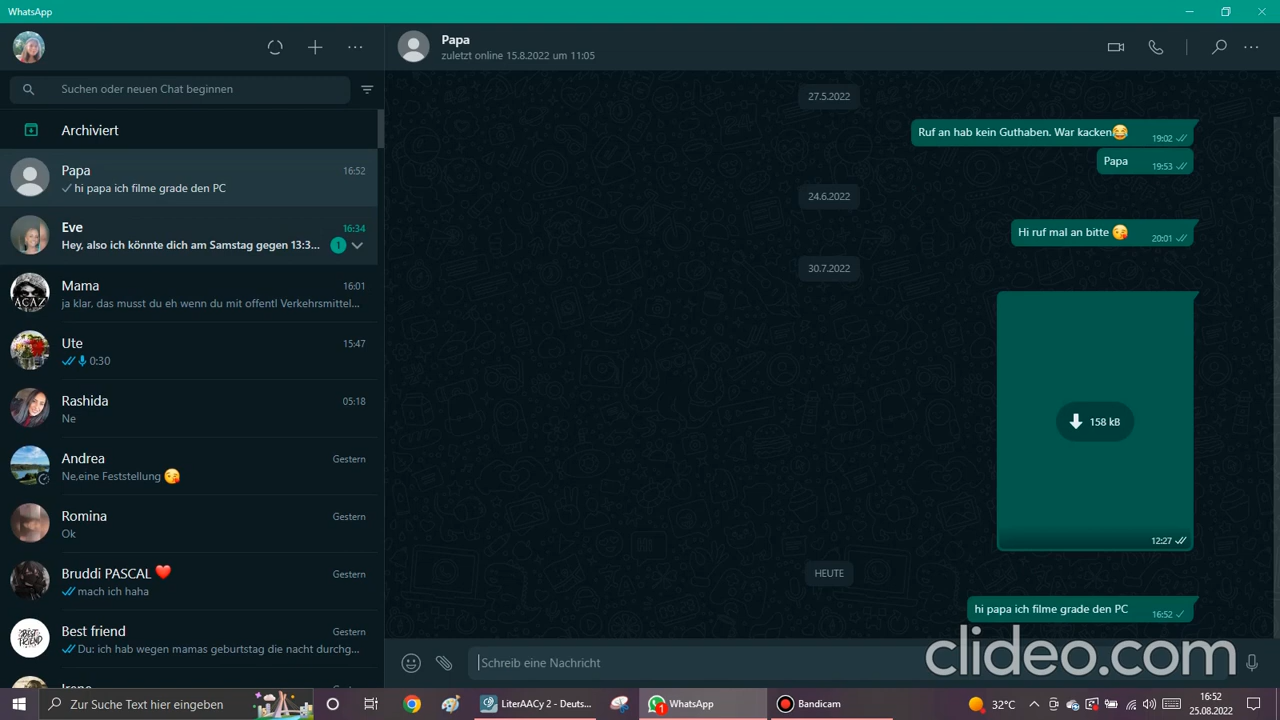 WhatsApp
Suchen oder neuen Chat beginnen
Archiviert
Papa 16:52
hi papa ich filme grade den PC
Eve 16:34
Hey, also ich könnte dich am Samstag gegen 13:3... 1
Mama 16:01
ja klar, das musst du eh wenn du mit offentl Verkehrsmittel...
Ute 15:47
0:30
Rashida 05:18
Ne
Andrea Gestern
Ne,eine Feststellung 😘
Romina Gestern
Ok
Bruddi PASCAL ❤️ Gestern
mach ich haha
Best friend Gestern
Du: ich hab wegen mamas geburtstag die nacht durchg...
Papa
zuletzt online 15.8.2022 um 11:05
27.5.2022
Ruf an hab kein Guthaben. War kacken😂 19:02
Papa 19:53
24.6.2022
Hi ruf mal an bitte 😘 20:01
30.7.2022
158 kB
12:27
HEUTE
hi papa ich filme grade den PC 16:52
Schreib eine Nachricht
clideo.com
Zur Suche Text hier eingeben
LiterAACy 2 - Deuts...
WhatsApp
1
Bandicam
32°C
16:52
25.08.2022